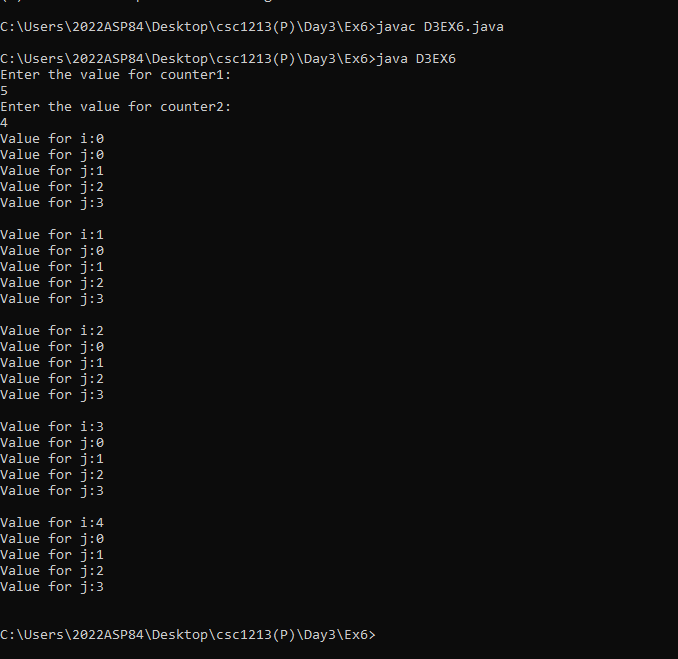 C:\Users\2022ASP84\Desktop\csc1213(P)\Day3\Ex6>javac D3EX6.java
C:\Users\2022ASP84\Desktop\csc1213(P)\Day3\Ex6>java D3EX6
Enter the value for counter1:
5
Enter the value for counter2:
4
Value for i:0
Value for j:0
Value for j:1
Value for j:2
Value for j:3
Value for i:1
Value for j:0
Value for j:1
Value for j:2
Value for j:3
Value for i:2
Value for j:0
Value for j:1
Value for j:2
Value for j:3
Value for i:3
Value for j:0
Value for j:1
Value for j:2
Value for j:3
Value for i:4
Value for j:0
Value for j:1
Value for j:2
Value for j:3
C:\Users\2022ASP84\Desktop\csc1213(P)\Day3\Ex6>